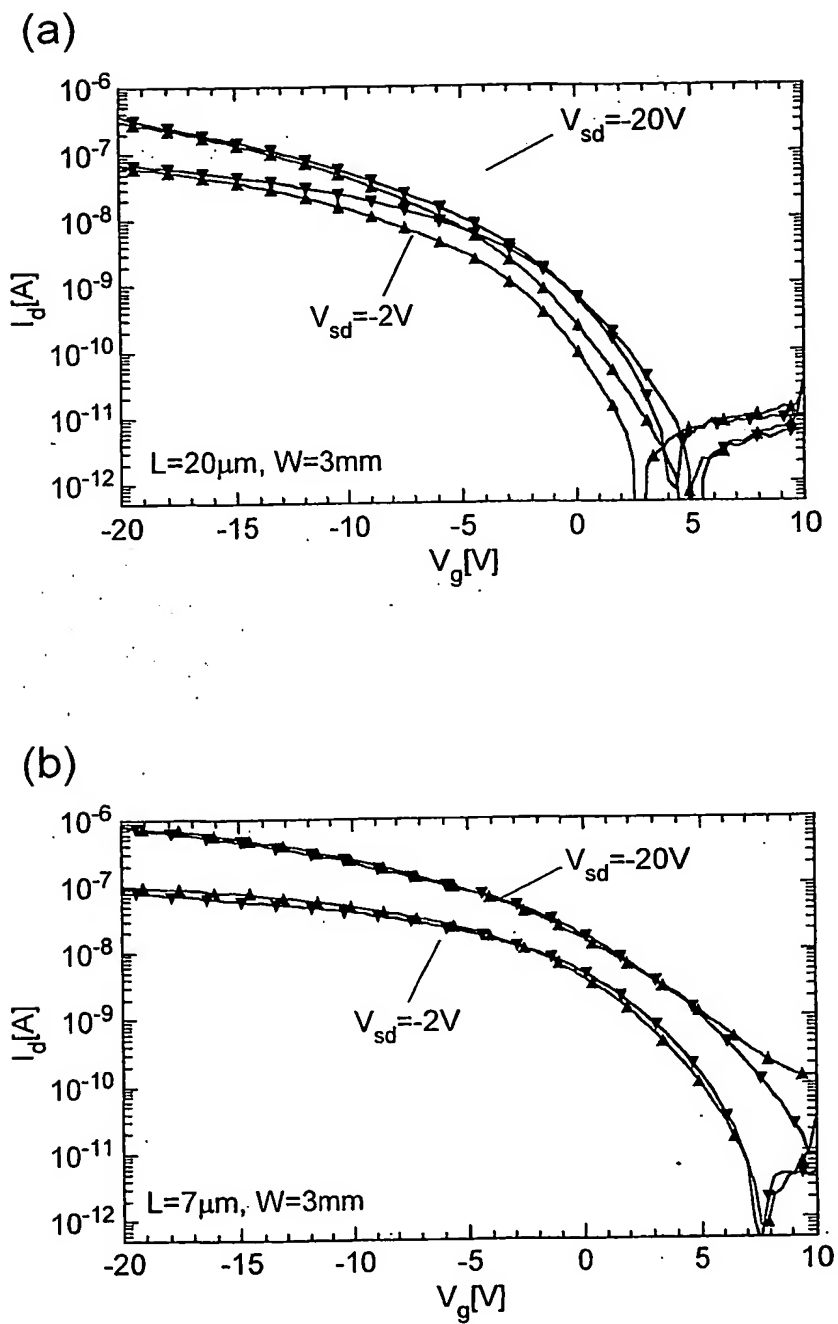 (a)
10^-6
10^-7
10^-8
10^-9
10^-10
10^-11
10^-12
I_d[A]
V_sd=-20V
V_sd=-2V
L=20μm, W=3mm
-20 -15 -10 -5 0 5 10
V_g[V]
(b)
10^-6
10^-7
10^-8
10^-9
10^-10
10^-11
10^-12
I_d[A]
V_sd=-20V
V_sd=-2V
L=7μm, W=3mm
-20 -15 -10 -5 0 5 10
V_g[V]